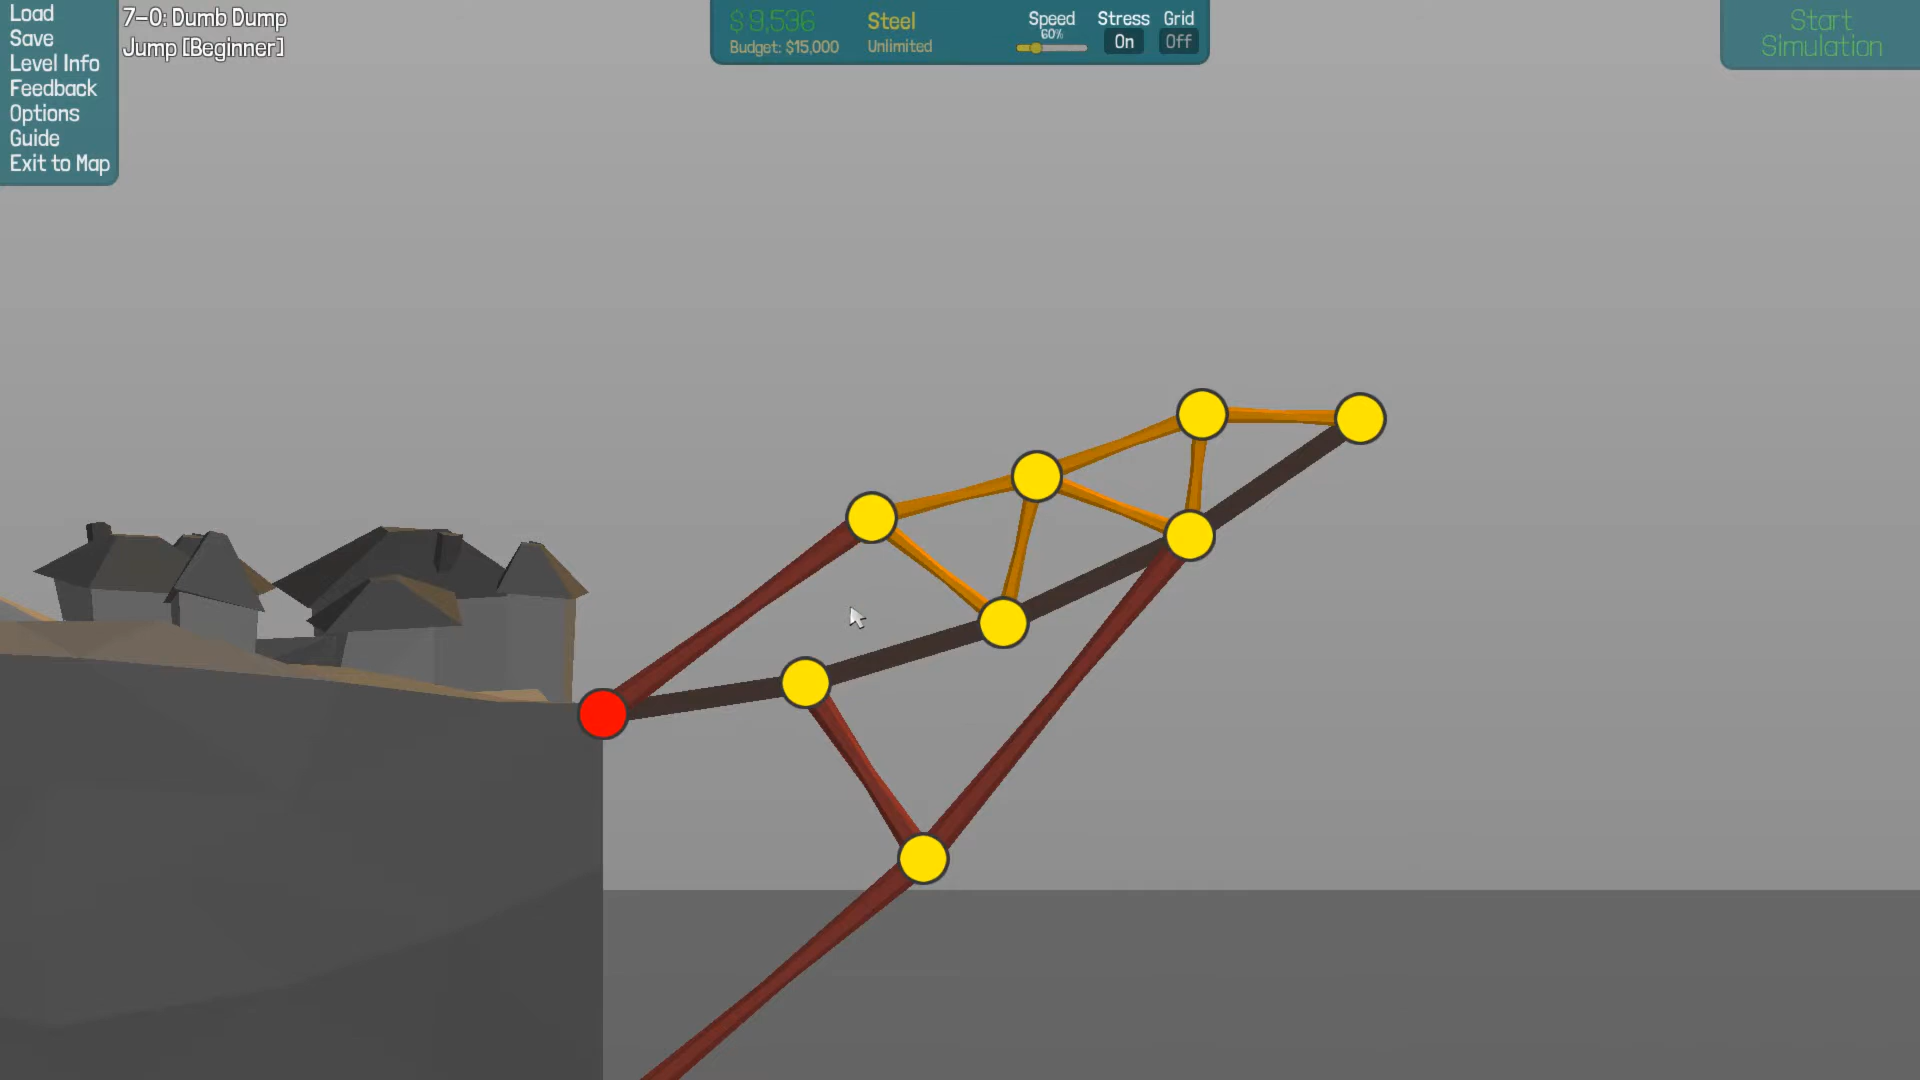 Load
Save
Level Info
Feedback
Options
Guide
Exit to Map
7-0: Dumb Dump
Jump [Beginner]
$9,536
Budget: $15,000
Steel
Unlimited
Speed
60%
Stress
On
Grid
Off
Start
Simulation